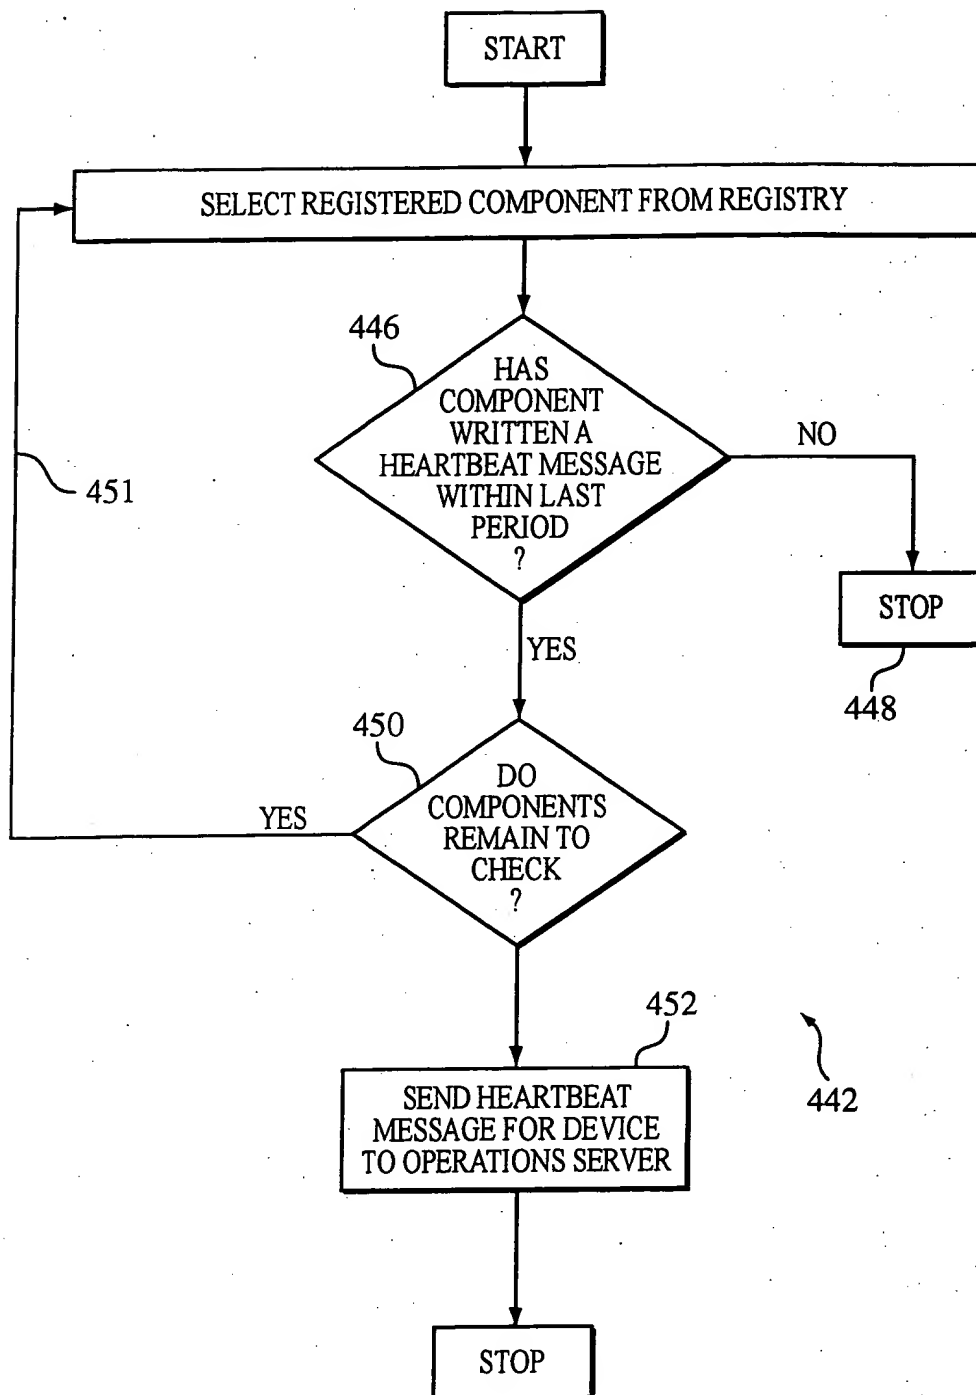 START
SELECT REGISTERED COMPONENT FROM REGISTRY
446
HAS
COMPONENT
WRITTEN A
HEARTBEAT MESSAGE
WITHIN LAST
PERIOD
?
NO
451
STOP
YES
448
450
DO
COMPONENTS
REMAIN TO
CHECK
?
YES
452
SEND HEARTBEAT
MESSAGE FOR DEVICE
TO OPERATIONS SERVER
442
STOP